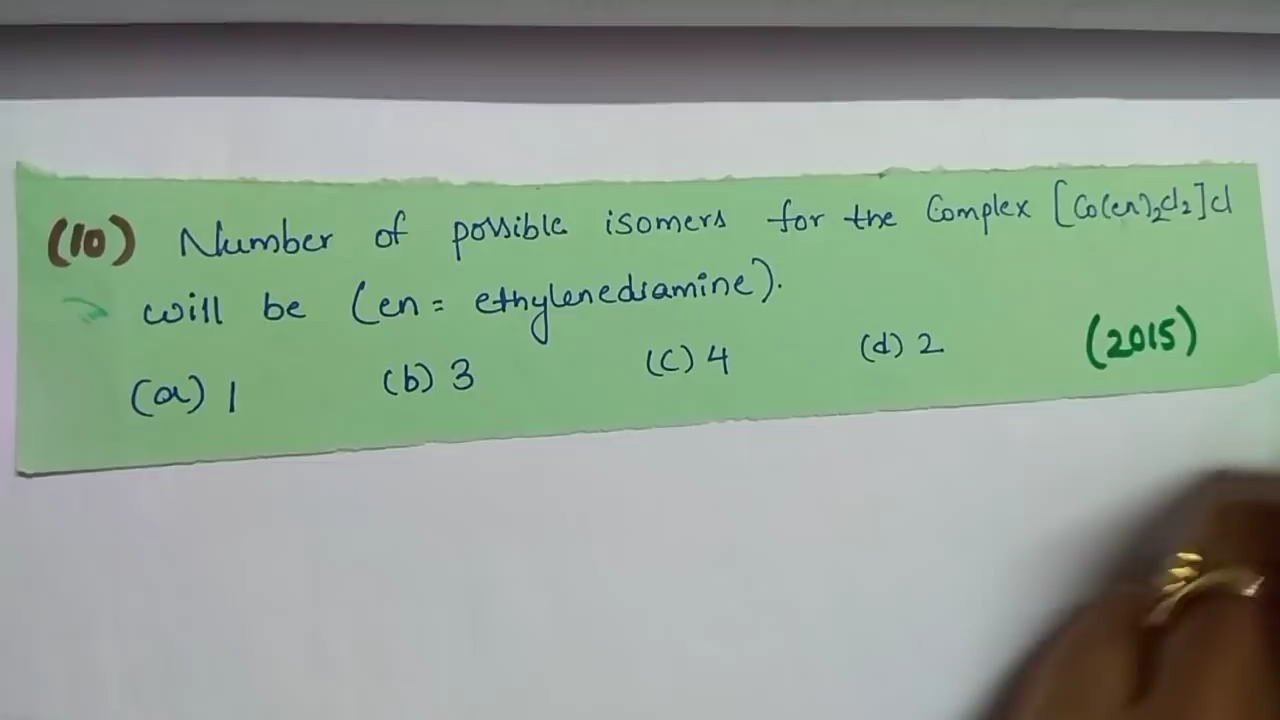 (10) Number of possible isomers for the Complex [Co(en)2Cl2]Cl
will be (en = ethylenediamine).
(a) 1 (b) 3 (C) 4 (d) 2 (2015)